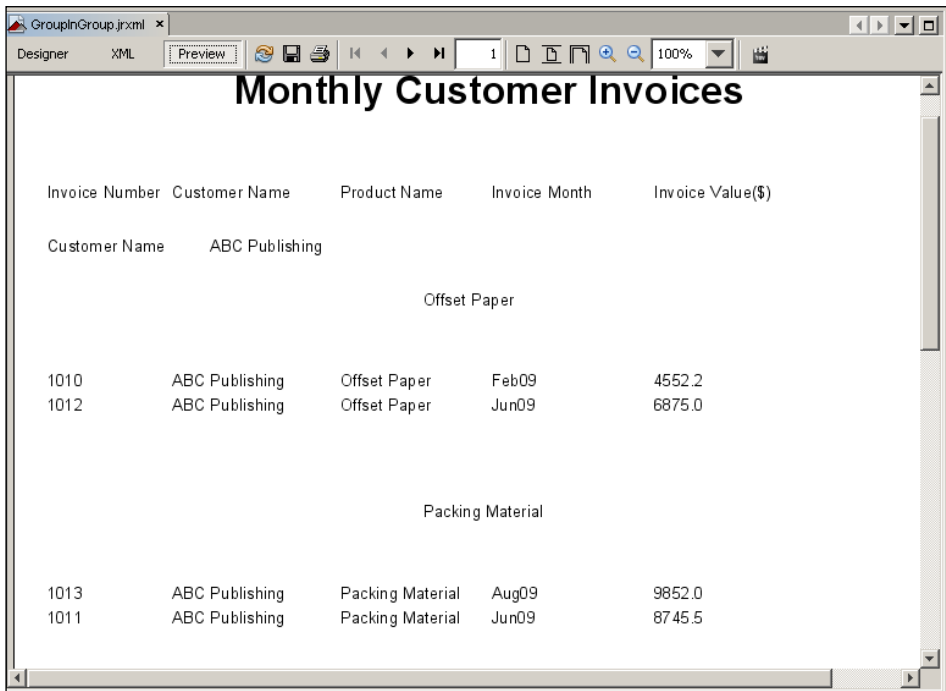 GroupInGroup.jrxml
Designer XML Preview 1 100%
Monthly Customer Invoices
Invoice Number Customer Name Product Name Invoice Month Invoice Value($)
Customer Name ABC Publishing
Offset Paper
1010 ABC Publishing Offset Paper Feb09 4552.2
1012 ABC Publishing Offset Paper Jun09 6875.0
Packing Material
1013 ABC Publishing Packing Material Aug09 9852.0
1011 ABC Publishing Packing Material Jun09 8745.5